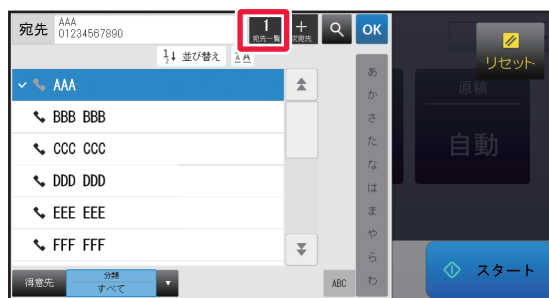 宛先 AAA
01234567890
1
宛先一覧
+
次宛先
OK
リセット
並び替え
AAA
BBB BBB
CCC CCC
DDD DDD
EEE EEE
FFF FFF
あ
か
さ
た
な
は
ま
や
ら
わ
原稿
自動
得意先
分類
すべて
ABC
スタート